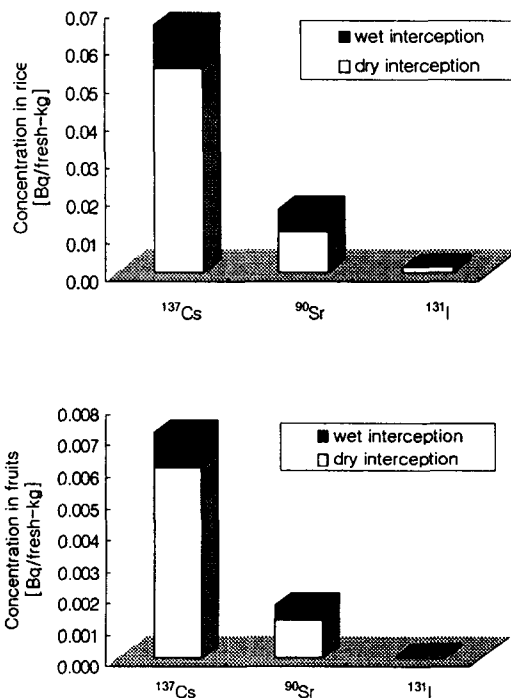 0.07
0.06
0.05
0.04
0.03
0.02
0.01
0.00
Concentration in rice
[Bq/fresh-kg]
wet interception
dry interception
¹³⁷Cs
⁹⁰Sr
¹³¹I
0.008
0.007
0.006
0.005
0.004
0.003
0.002
0.001
0.000
Concentration in fruits
[Bq/fresh-kg]
wet interception
dry interception
¹³⁷Cs
⁹⁰Sr
¹³¹I